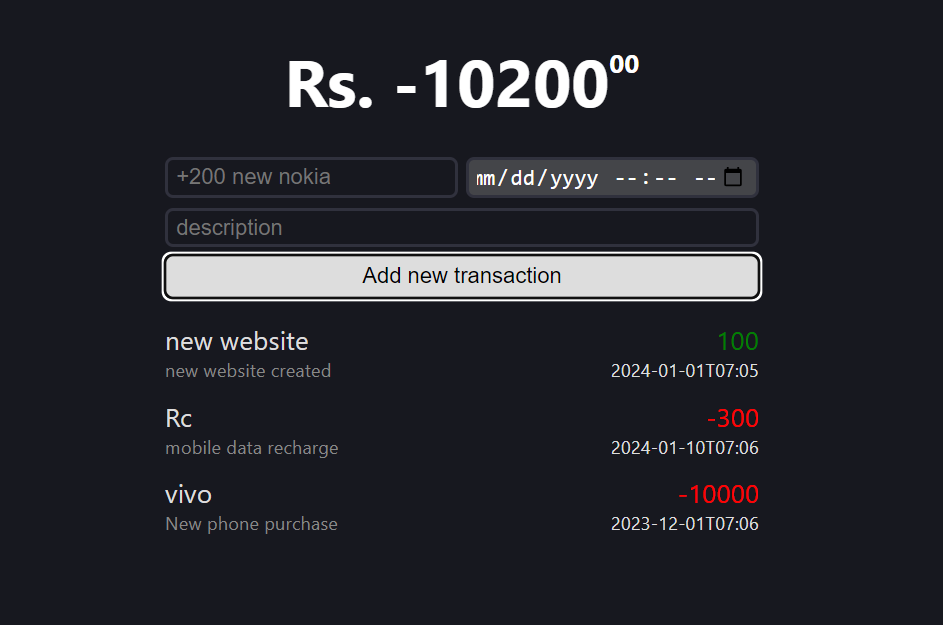 Rs. -1020000
+200 new nokia mm/dd/yyyy --:-- --
description
Add new transaction
new website 100
new website created 2024-01-01T07:05
Rc -300
mobile data recharge 2024-01-10T07:06
vivo -10000
New phone purchase 2023-12-01T07:06